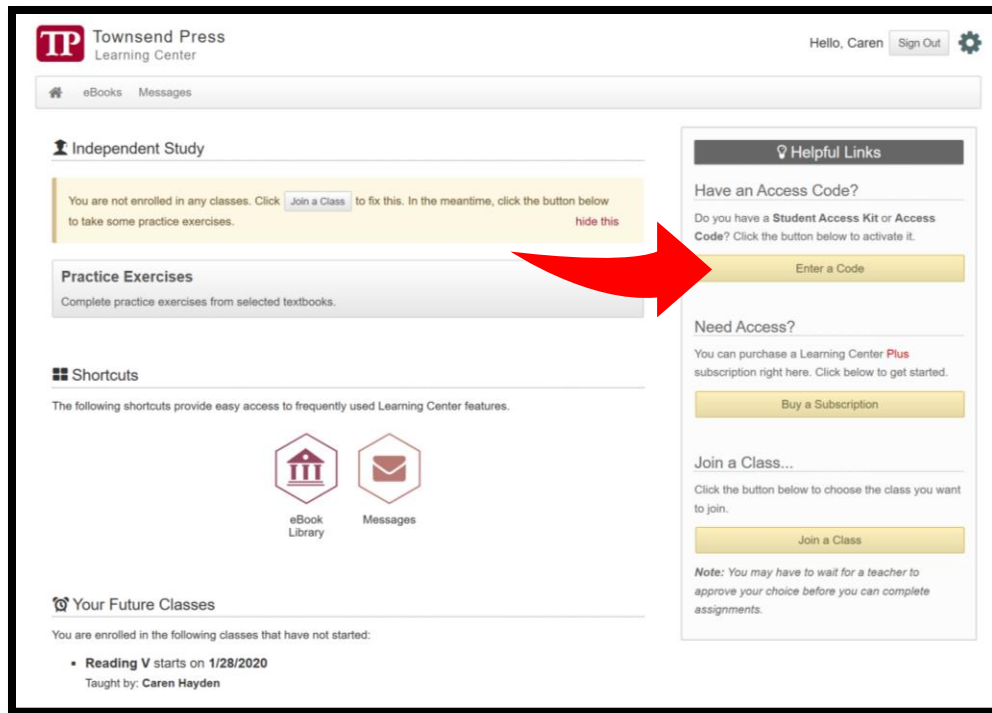 TP
Townsend Press
Learning Center
Hello, Caren Sign Out
eBooks Messages
Independent Study
You are not enrolled in any classes. Click Join a Class to fix this. In the meantime, click the button below
to take some practice exercises. hide this
Practice Exercises
Complete practice exercises from selected textbooks.
Shortcuts
The following shortcuts provide easy access to frequently used Learning Center features.
eBook
Library
Messages
Your Future Classes
You are enrolled in the following classes that have not started:
Reading V starts on 1/28/2020
Taught by: Caren Hayden
Helpful Links
Have an Access Code?
Do you have a Student Access Kit or Access
Code? Click the button below to activate it.
Enter a Code
Need Access?
You can purchase a Learning Center Plus
subscription right here. Click below to get started.
Buy a Subscription
Join a Class...
Click the button below to choose the class you want
to join.
Join a Class
Note: You may have to wait for a teacher to
approve your choice before you can complete
assignments.